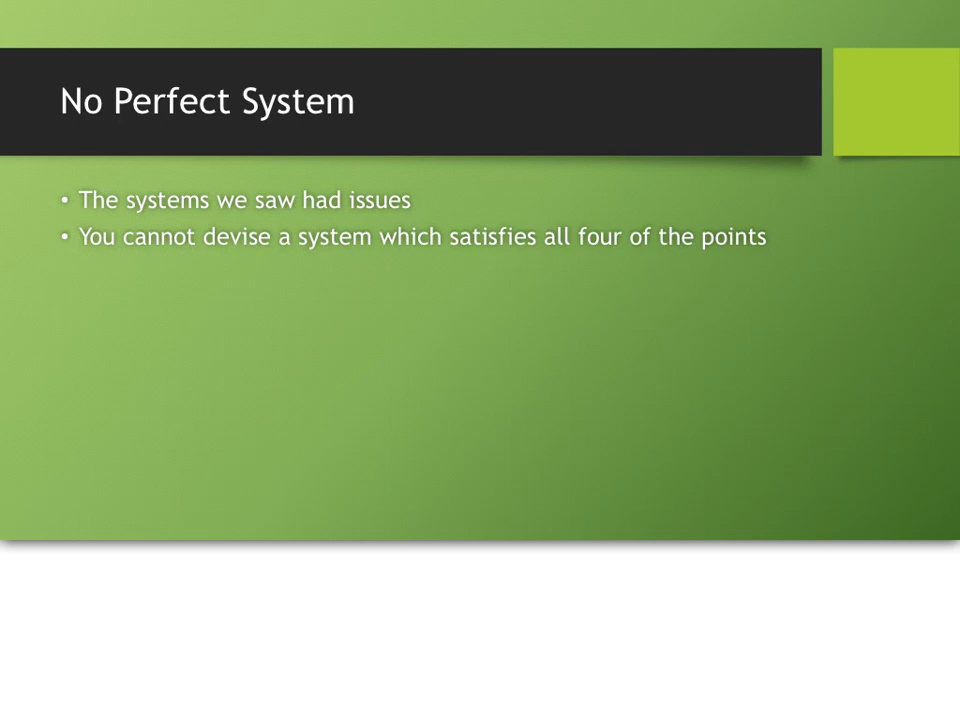 No Perfect System
• The systems we saw had issues
• You cannot devise a system which satisfies all four of the points